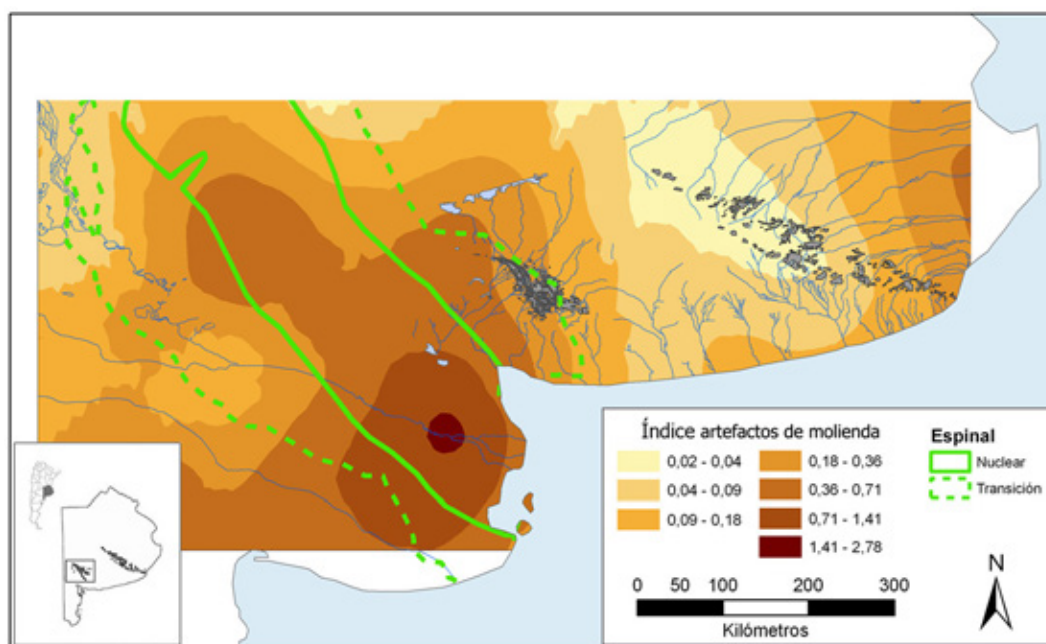 Índice artefactos de molienda
0,02 - 0,04
0,04 - 0,09
0,09 - 0,18
0,18 - 0,36
0,36 - 0,71
0,71 - 1,41
1,41 - 2,78
Espinal
Nuclear
Transición
0 50 100 200 300
Kilómetros
N